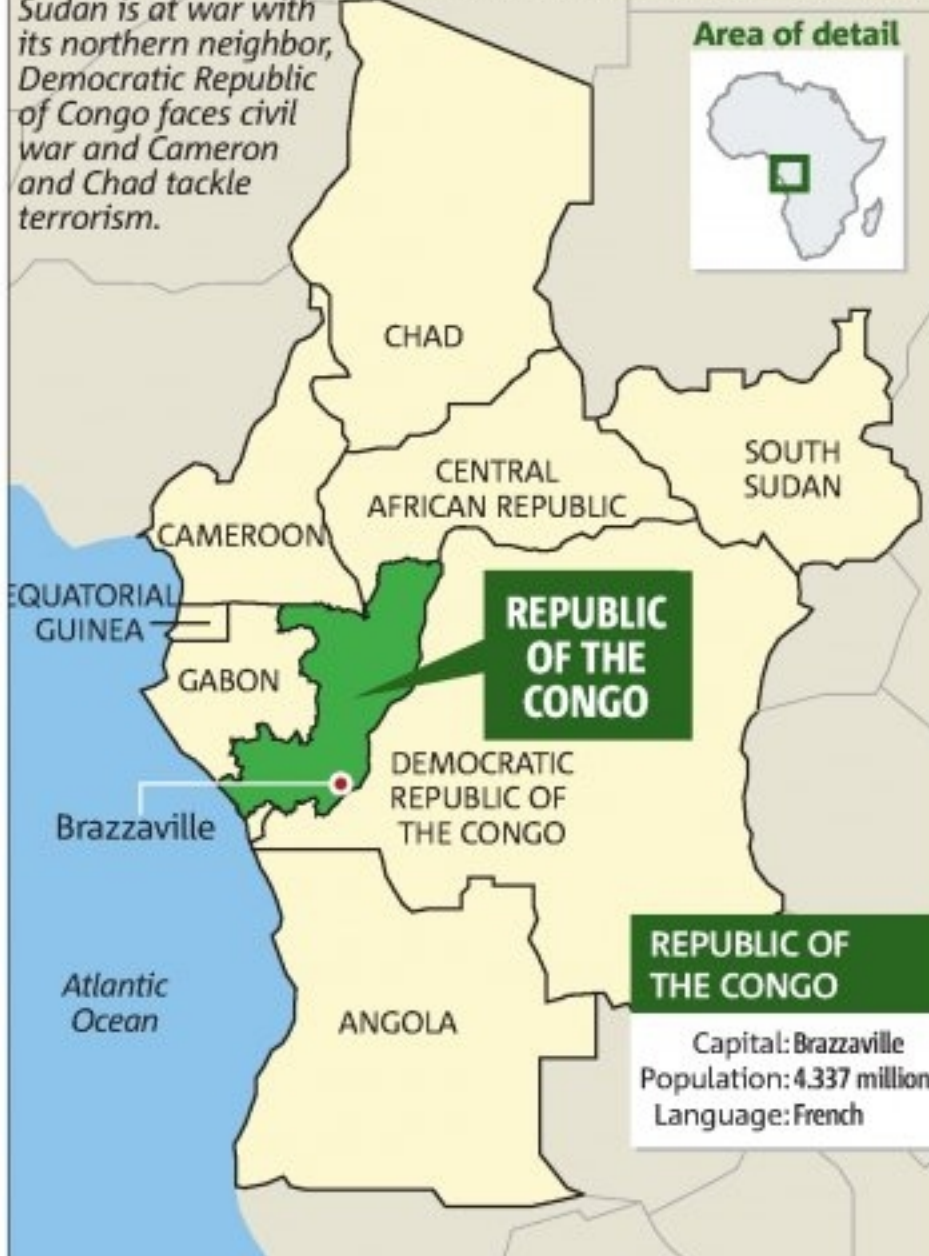 Sudan is at war with
its northern neighbor,
Democratic Republic
of Congo faces civil
war and Cameron
and Chad tackle
terrorism.
Area of detail
CHAD
SOUTH
SUDAN
CENTRAL
AFRICAN REPUBLIC
CAMEROON
EQUATORIAL
GUINEA
REPUBLIC
OF THE
CONGO
GABON
DEMOCRATIC
REPUBLIC OF
THE CONGO
Brazzaville
Atlantic
Ocean
ANGOLA
REPUBLIC OF
THE CONGO
Capital: Brazzaville
Population: 4.337 million
Language: French